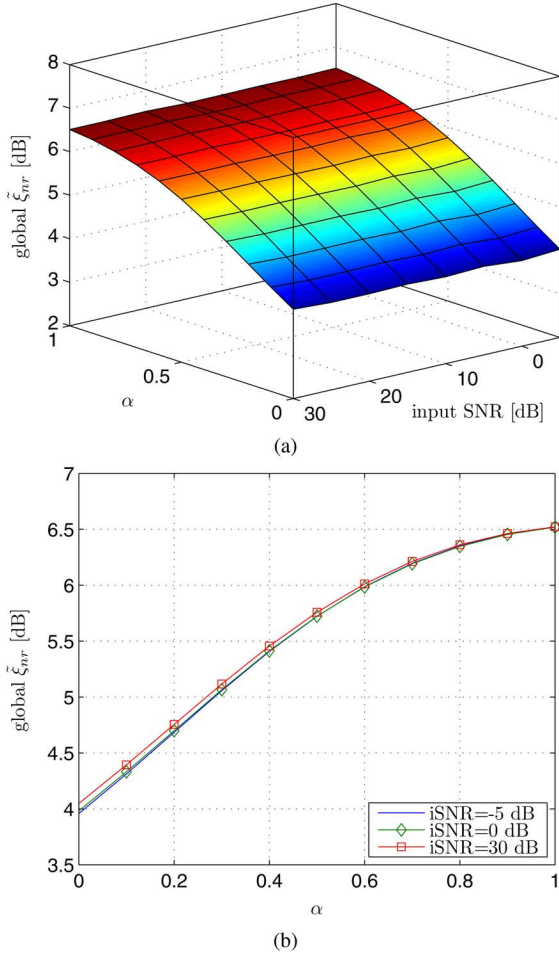 8
7
6
5
4
3
2
global ξ̃nr [dB]
1
0.5
0
α
30
20
10
0
input SNR [dB]
(a)
7
6.5
6
5.5
5
4.5
4
3.5
global ξ̃nr [dB]
iSNR=-5 dB
iSNR=0 dB
iSNR=30 dB
0 0.2 0.4 0.6 0.8 1
α
(b)